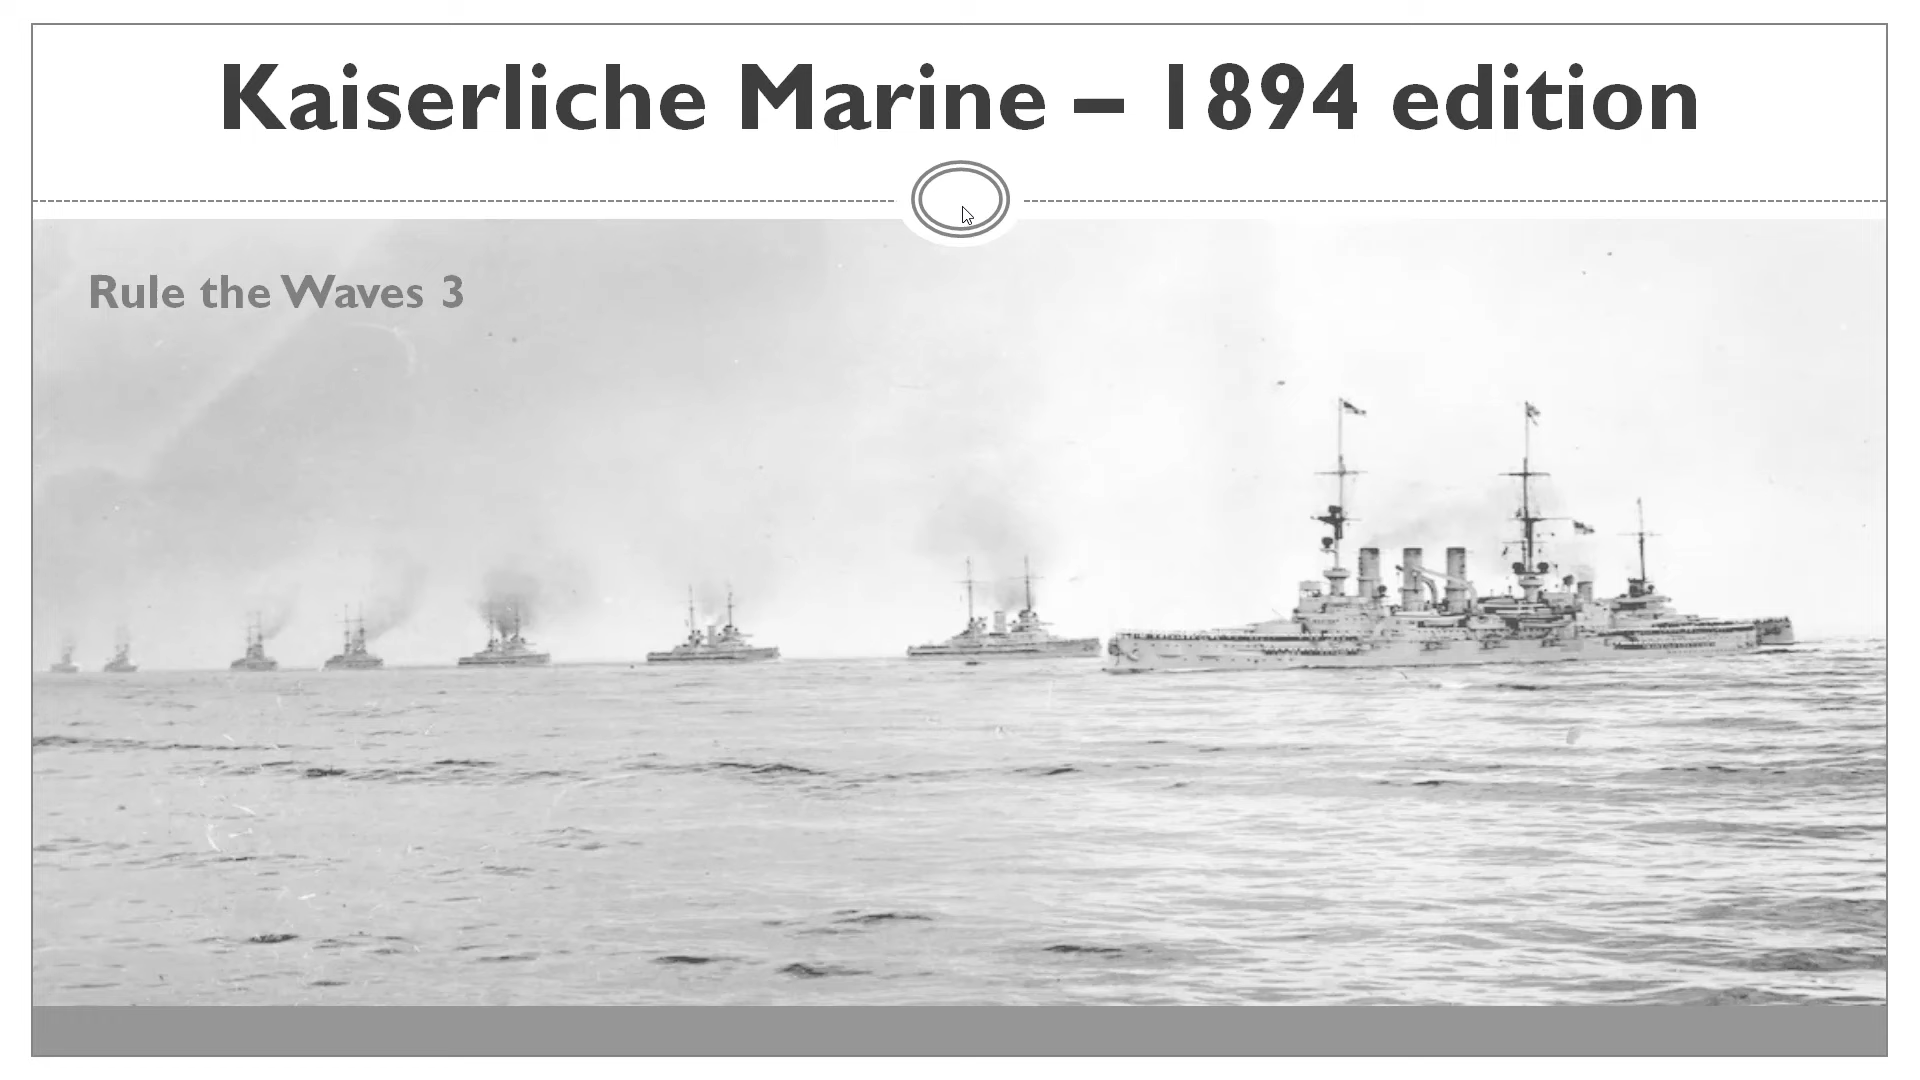 Kaiserliche Marine – 1894 edition
Rule the Waves 3